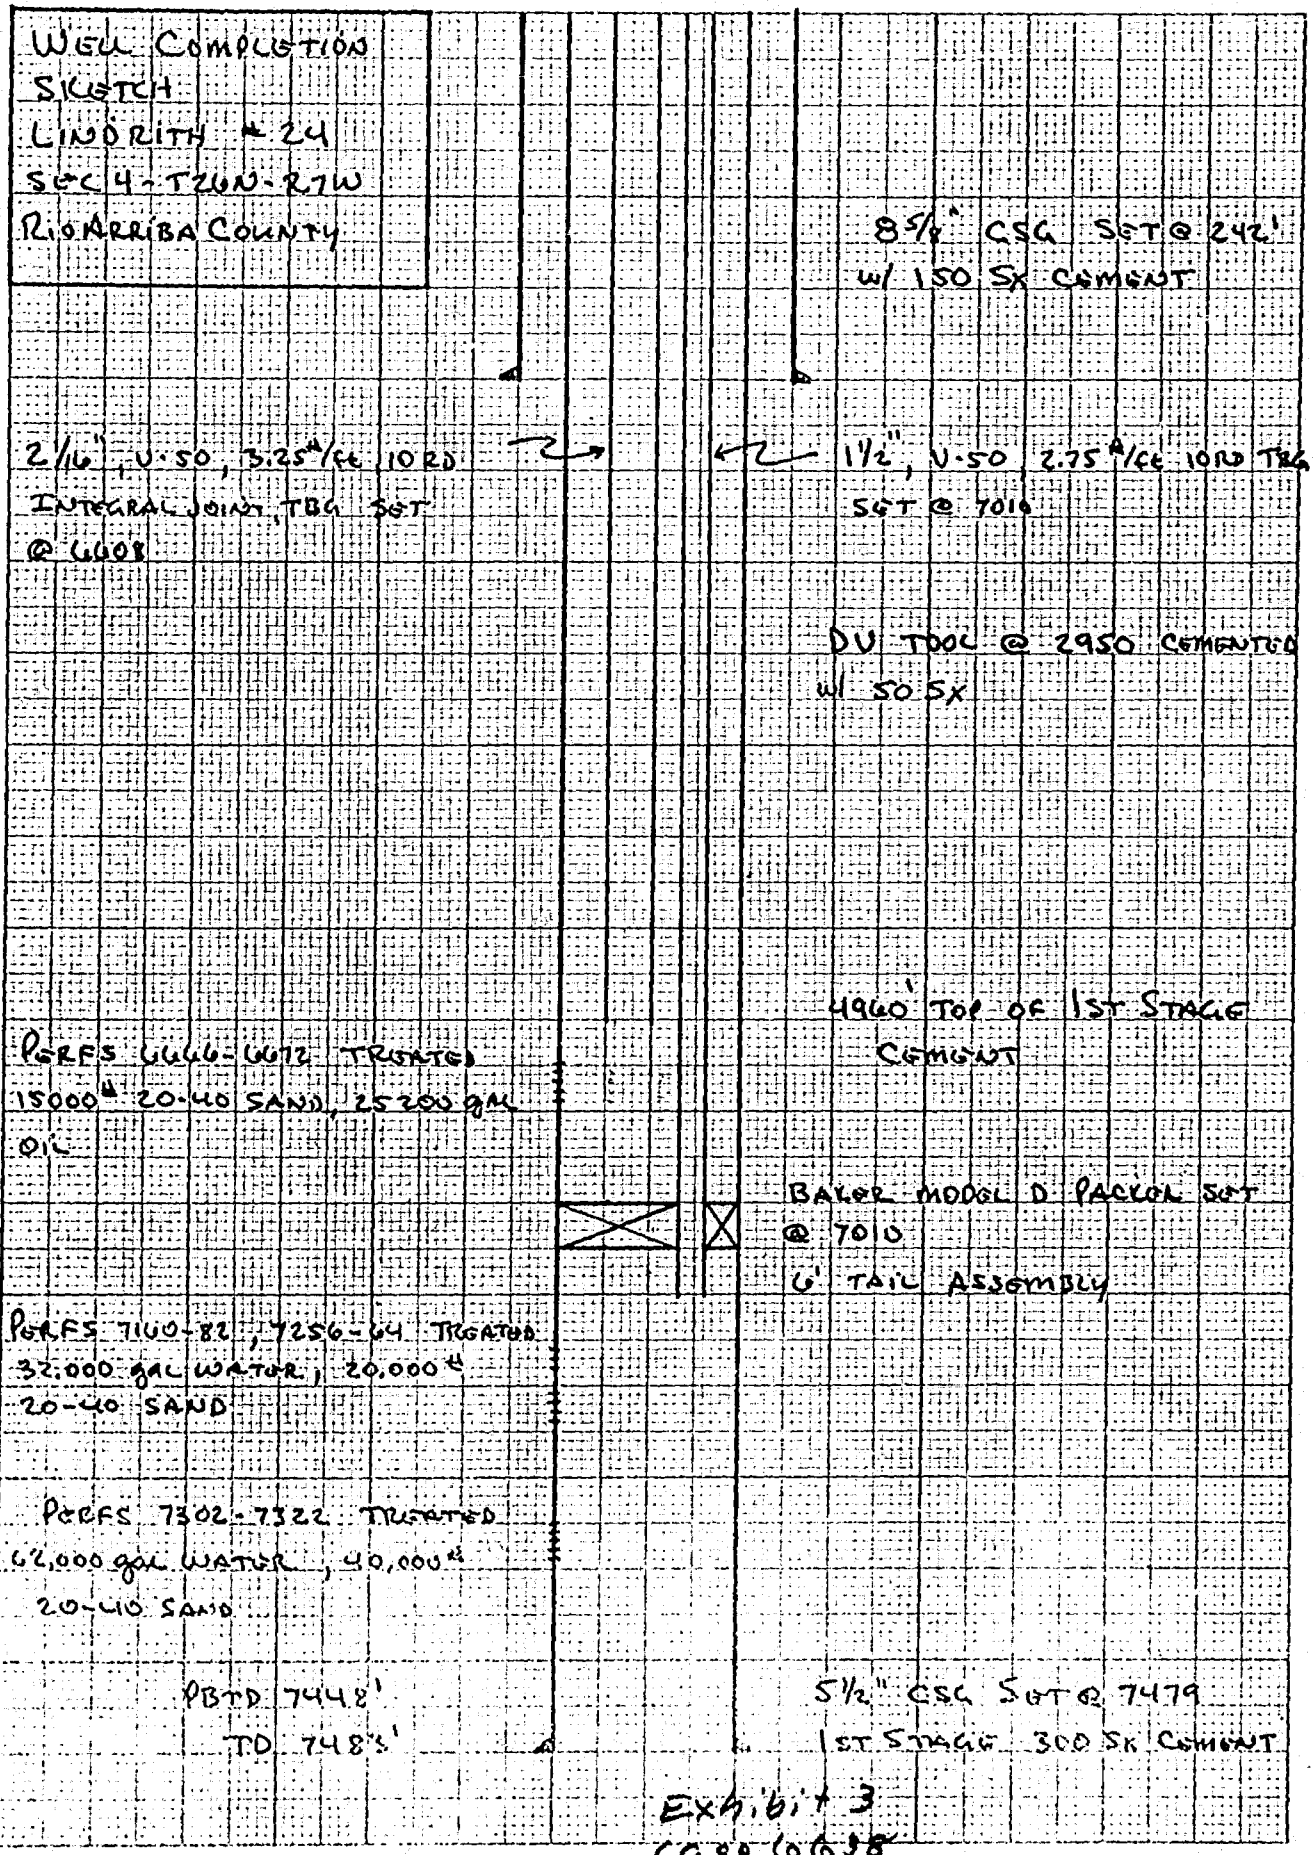 WELL COMPLETION
SKETCH
LINDRITH # 24
SEC 4-T26N-R7W
RIO ARRIBA COUNTY
8 5/8" CSG SET @ 242'
w/ 150 SX CEMENT
2 1/16", V-50, 3.25#/ft 10 RD
INTEGRAL JOINT, TBG SET
@ 6608
1 1/2", V-50, 2.75#/ft 10 RD TBG
SET @ 7010
DV TOOL @ 2950 CEMENTED
w/ 50 SX
4960' TOP OF 1ST STAGE
CEMENT
PERFS 6646-6672 TREATED
15000# 20-40 SAND, 25200 gAL
OIL
BAKER MODEL D PACKER SET
@ 7010
6' TAIL ASSEMBLY
PERFS 7160-82, 7256-64 TREATED
32,000 gAL WATER, 20,000#
20-40 SAND
PERFS 7302-7322 TREATED
62,000 gAL WATER, 40,000#
20-40 SAND
PBTD 7448'
TD 7483'
5 1/2" CSG SET @ 7479
1ST STAGE 300 SX CEMENT
Exhibit 3